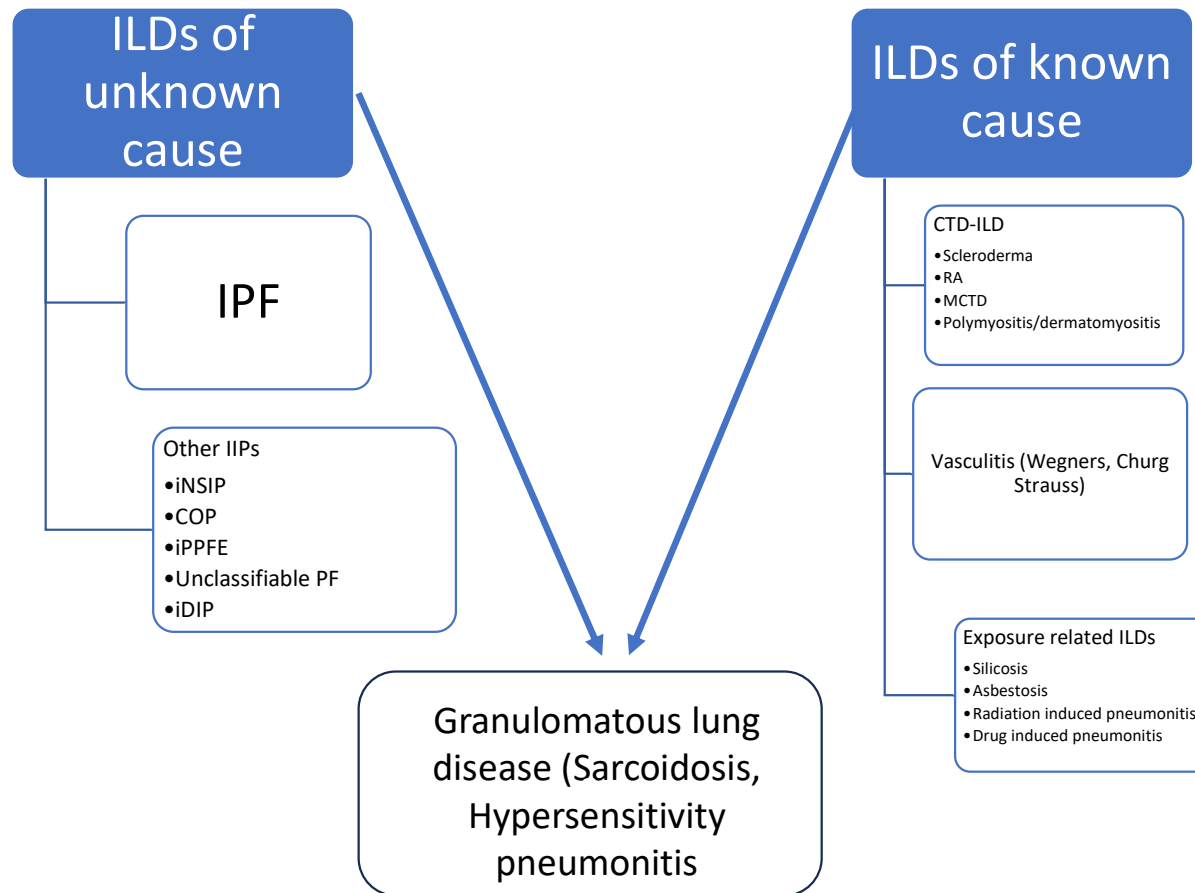 ILDs of
unknown
cause
IPF
Other IIPs
•iNSIP
•COP
•iPPFE
•Unclassifiable PF
•iDIP
ILDs of known
cause
CTD-ILD
•Scleroderma
•RA
•MCTD
•Polymyositis/dermatomyositis
Vasculitis (Wegners, Churg
Strauss)
Exposure related ILDs
•Silicosis
•Asbestosis
•Radiation induced pneumonitis
•Drug induced pneumonitis
Granulomatous lung
disease (Sarcoidosis,
Hypersensitivity
pneumonitis